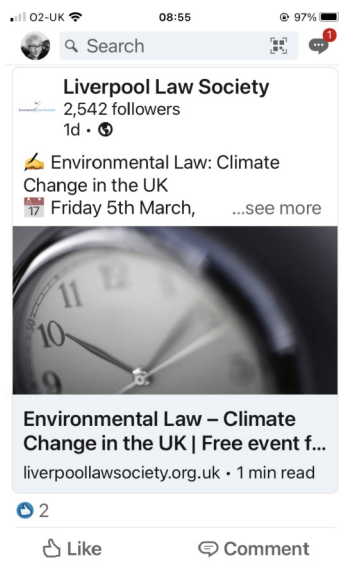 O2-UK 08:55 97%
Search 1
Liverpool Law Society
2,542 followers
1d •
✍️ Environmental Law: Climate
Change in the UK
17 Friday 5th March, ...see more
11
10
9
Environmental Law – Climate
Change in the UK | Free event f...
liverpoollawsociety.org.uk • 1 min read
2
Like Comment